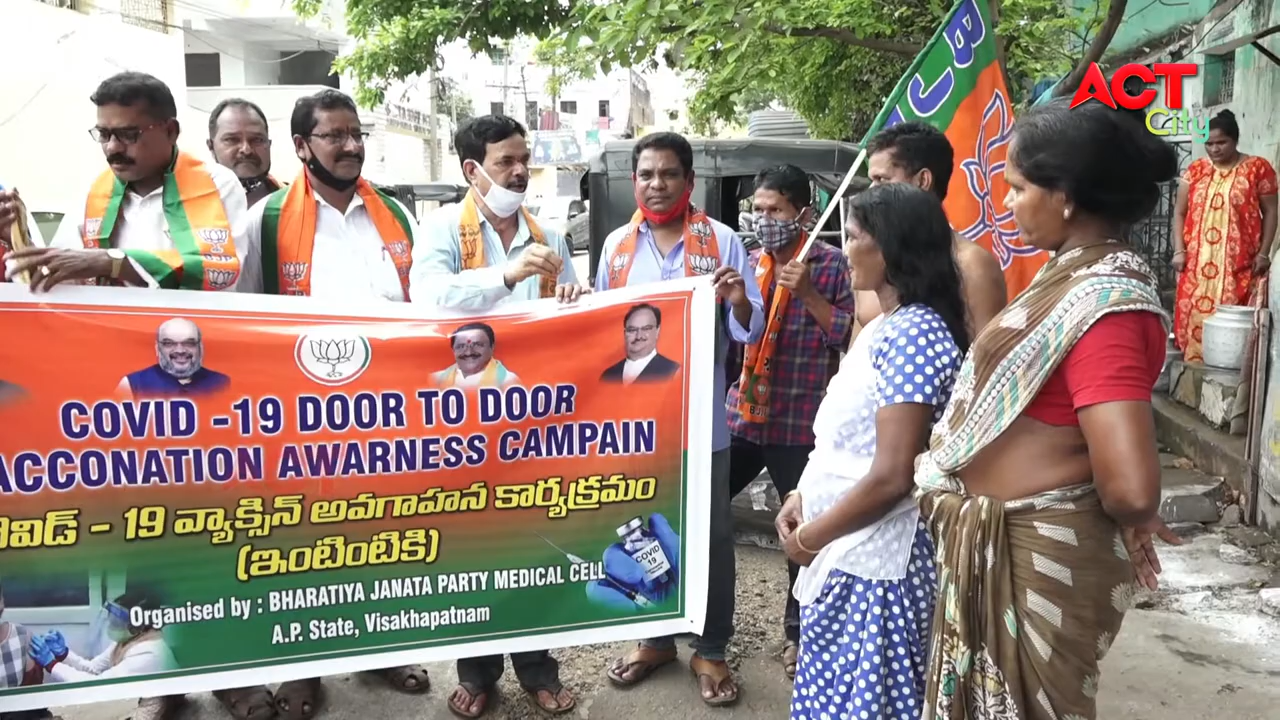 ACT
City
BJ
COVID -19 DOOR TO DOOR
ACCONATION AWARNESS CAMPAIN
విడ్ - 19 వ్యాక్సిన్ అవగాహన కార్యక్రమం
(ఇంటింటికి)
COVID
19
Organised by : BHARATIYA JANATA PARTY MEDICAL CELL
A.P. State, Visakhapatnam